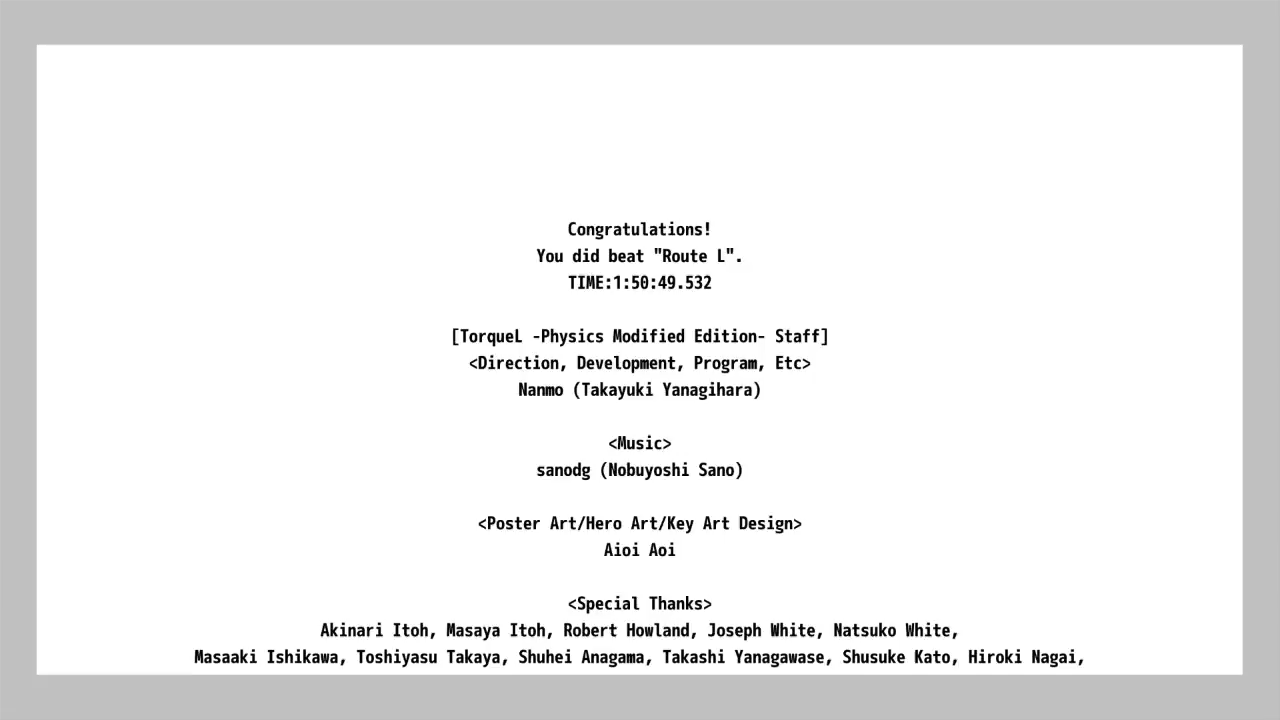 Congratulations!
You did beat "Route L".
TIME:1:50:49.532
[TorqueL -Physics Modified Edition- Staff]
<Direction, Development, Program, Etc>
Nanmo (Takayuki Yanagihara)
<Music>
sanodg (Nobuyoshi Sano)
<Poster Art/Hero Art/Key Art Design>
Aioi Aoi
<Special Thanks>
Akinari Itoh, Masaya Itoh, Robert Howland, Joseph White, Natsuko White,
Masaaki Ishikawa, Toshiyasu Takaya, Shuhei Anagama, Takashi Yanagawase, Shusuke Kato, Hiroki Nagai,